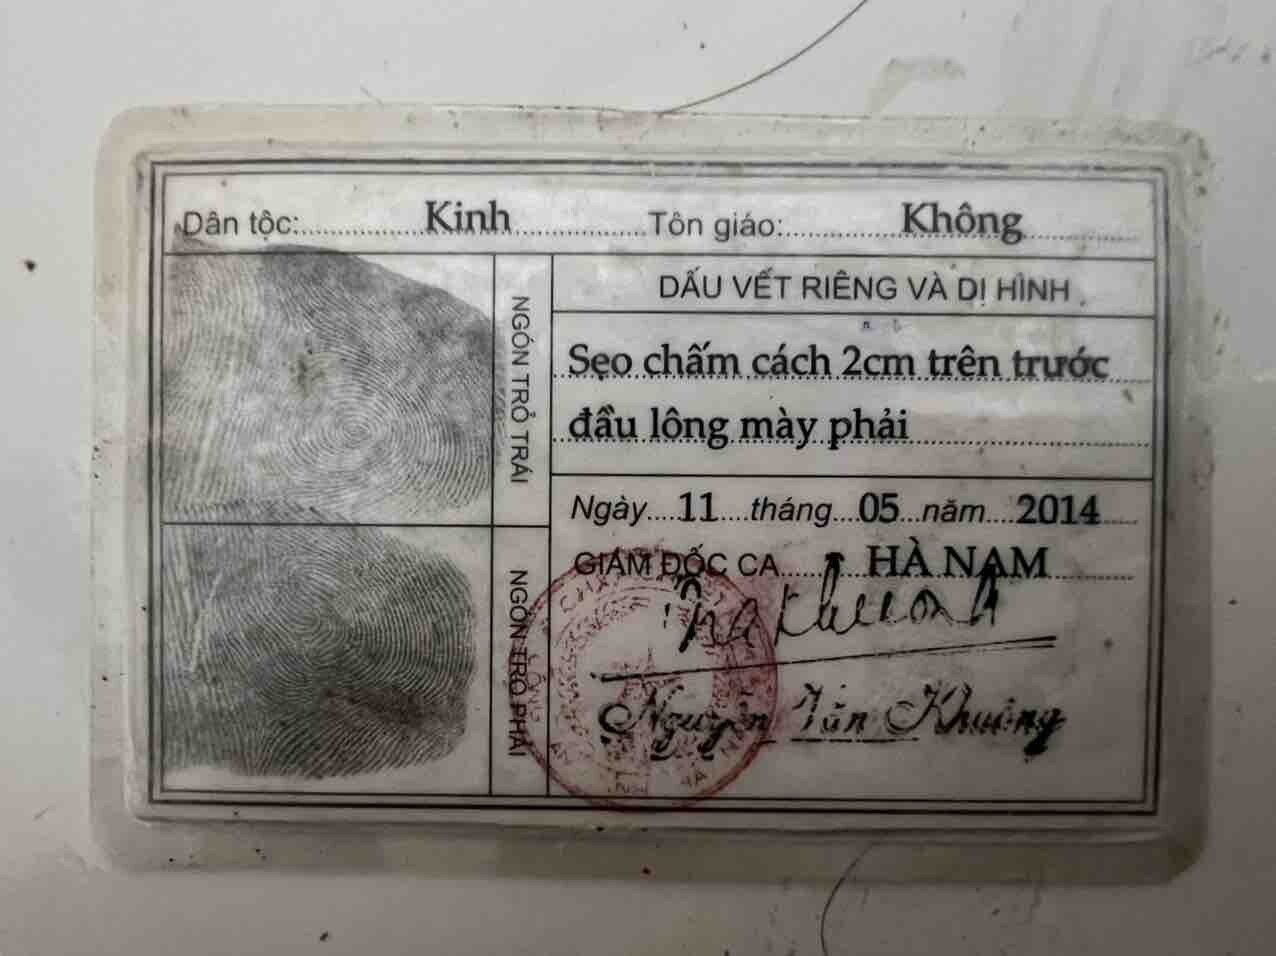 Dân tộc: Kinh Tôn giáo: Không
NGÓN TRỎ TRÁI
NGÓN TRỎ PHẢI
DẤU VẾT RIÊNG VÀ DỊ HÌNH
Sẹo chấm cách 2cm trên trước
đầu lông mày phải
Ngày 11 tháng 05 năm 2014
GIÁM ĐỐC CA HÀ NAM
Nguyễn Văn Khuông